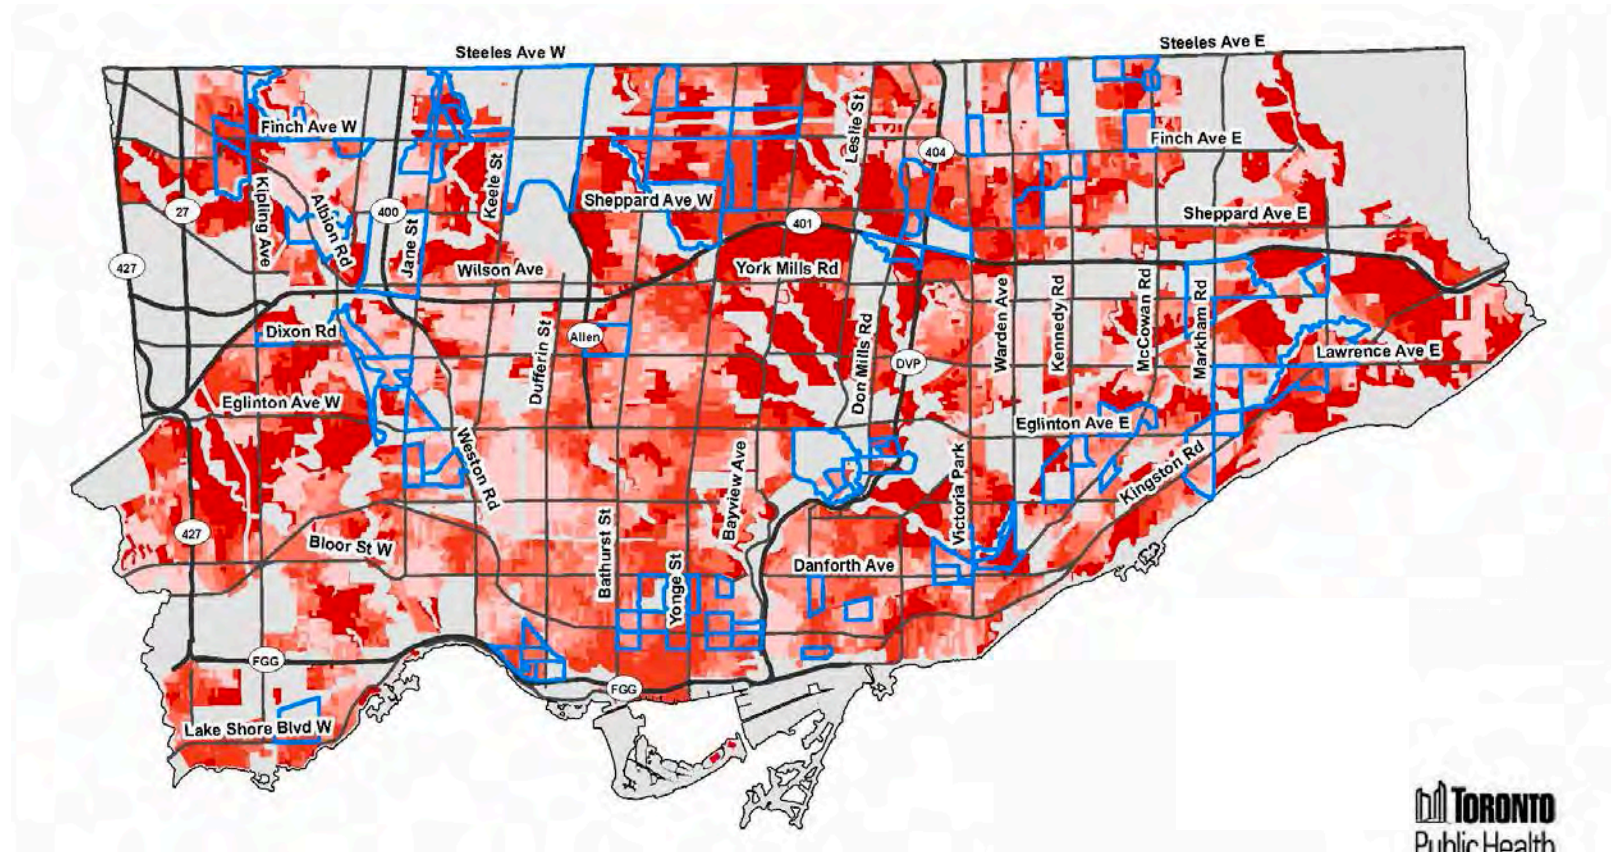 Steeles Ave W
Steeles Ave E
Finch Ave W
Leslie St
404
Finch Ave E
Keele St
Kipling Ave
Albion Rd
27
400
Jane St
Sheppard Ave W
401
Sheppard Ave E
427
Wilson Ave
York Mills Rd
Warden Ave
Kennedy Rd
McCowan Rd
Markham Rd
Dixon Rd
Dufferin St
Allen
Don Mills Rd
DVP
Lawrence Ave E
Eglinton Ave W
Eglinton Ave E
Weston Rd
Bayview Ave
Victoria Park
Kingston Rd
427
Bloor St W
Bathurst St
Yonge St
Danforth Ave
FGG
FGG
Lake Shore Blvd W
TORONTO
Public Health